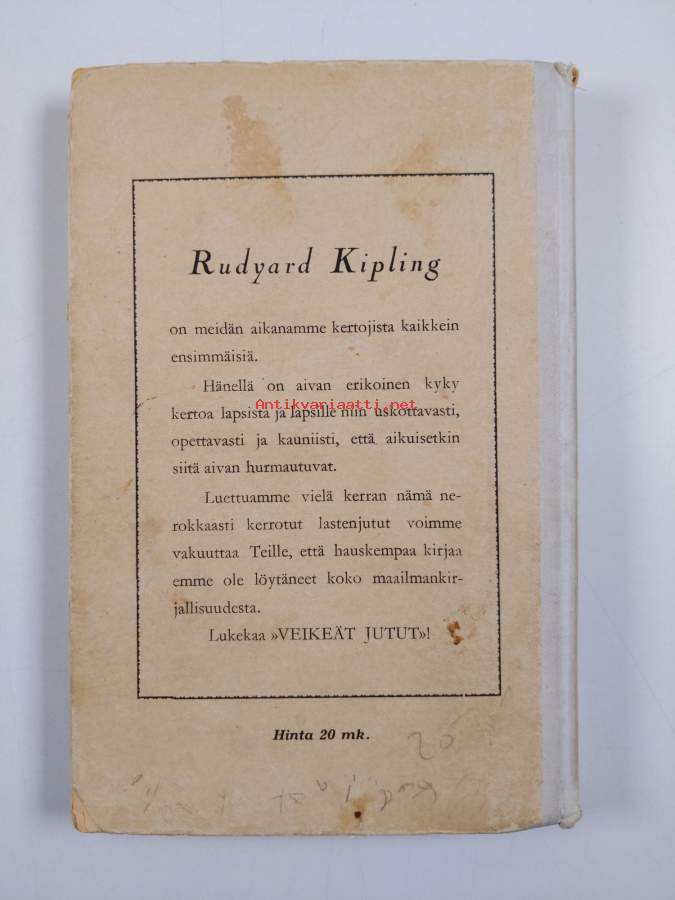 Rudyard Kipling
on meidän aikanamme kertojista kaikkein
ensimmäisiä.
Hänellä on aivan erikoinen kyky
Antikvariaatti.net
kertoa lapsista ja lapsille niin uskottavasti,
opettavasti ja kauniisti, että aikuisetkin
siitä aivan hurmautuvat.
Luettuamme vielä kerran nämä ne-
rokkaasti kerrotut lastenjutut voimme
vakuuttaa Teille, että hauskempaa kirjaa
emme ole löytäneet koko maailmankir-
jallisuudesta.
Lukekaa »VEIKEÄT JUTUT»!
Hinta 20 mk.